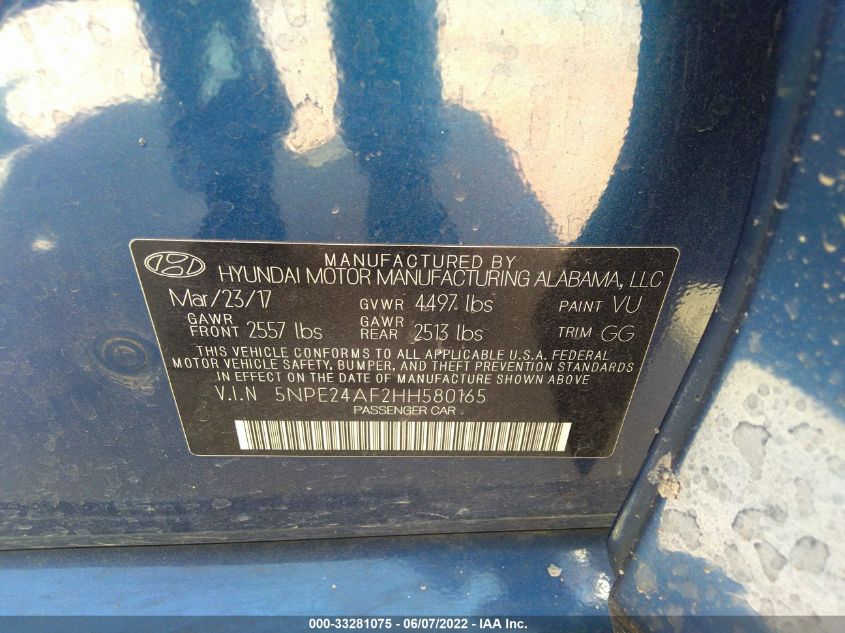 MANUFACTURED BY
HYUNDAI MOTOR MANUFACTURING ALABAMA, LLC
Mar/23/17 GVWR 4497 lbs PAINT VU
GAWR FRONT 2557 lbs GAWR REAR 2513 lbs TRIM GG
THIS VEHICLE CONFORMS TO ALL APPLICABLE U.S.A. FEDERAL
MOTOR VEHICLE SAFETY, BUMPER, AND THEFT PREVENTION STANDARDS
IN EFFECT ON THE DATE OF MANUFACTURE SHOWN ABOVE
V.I.N 5NPE24AF2HH580165
PASSENGER CAR
000-33281075 - 06/07/2022 - IAA Inc.